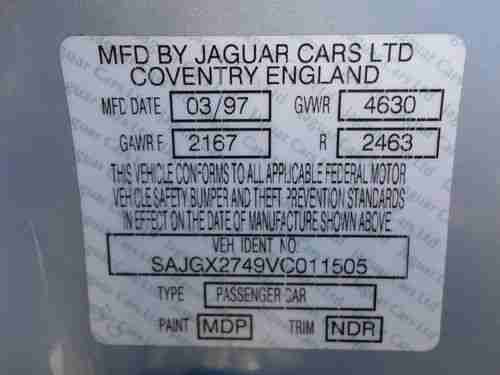 MFD BY JAGUAR CARS LTD
COVENTRY ENGLAND
MFD DATE 03/97 GVWR 4630
GAWR F 2167 R 2463
THIS VEHICLE CONFORMS TO ALL APPLICABLE FEDERAL MOTOR
VEHICLE SAFETY, BUMPER AND THEFT PREVENTION STANDARDS
IN EFFECT ON THE DATE OF MANUFACTURE SHOWN ABOVE.
VEH IDENT NO.
SAJGX2749VC011505
TYPE PASSENGER CAR
PAINT MDP TRIM NDR